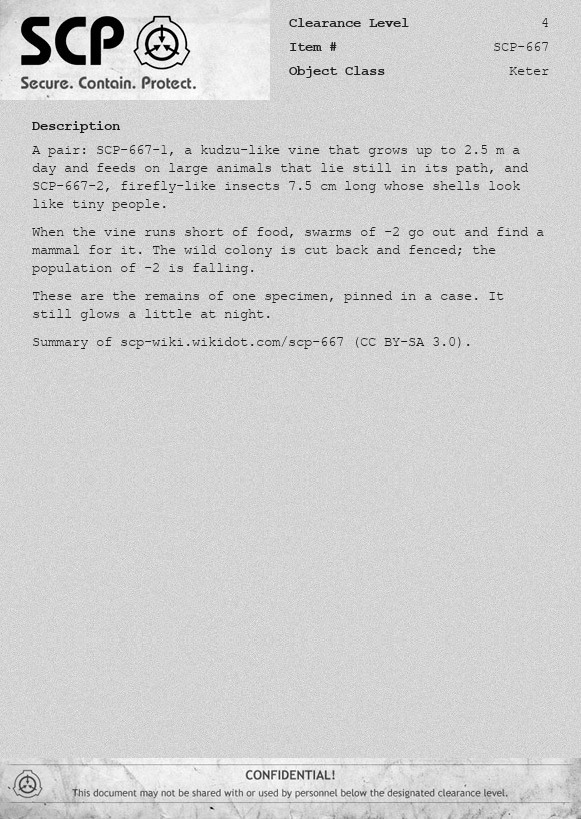 SCP
Secure. Contain. Protect.
Clearance Level 4
Item # SCP-667
Object Class Keter
Description
A pair: SCP-667-1, a kudzu-like vine that grows up to 2.5 m a
day and feeds on large animals that lie still in its path, and
SCP-667-2, firefly-like insects 7.5 cm long whose shells look
like tiny people.
When the vine runs short of food, swarms of -2 go out and find a
mammal for it. The wild colony is cut back and fenced; the
population of -2 is falling.
These are the remains of one specimen, pinned in a case. It
still glows a little at night.
Summary of scp-wiki.wikidot.com/scp-667 (CC BY-SA 3.0).
CONFIDENTIAL!
This document may not be shared with or used by personnel below the designated clearance level.